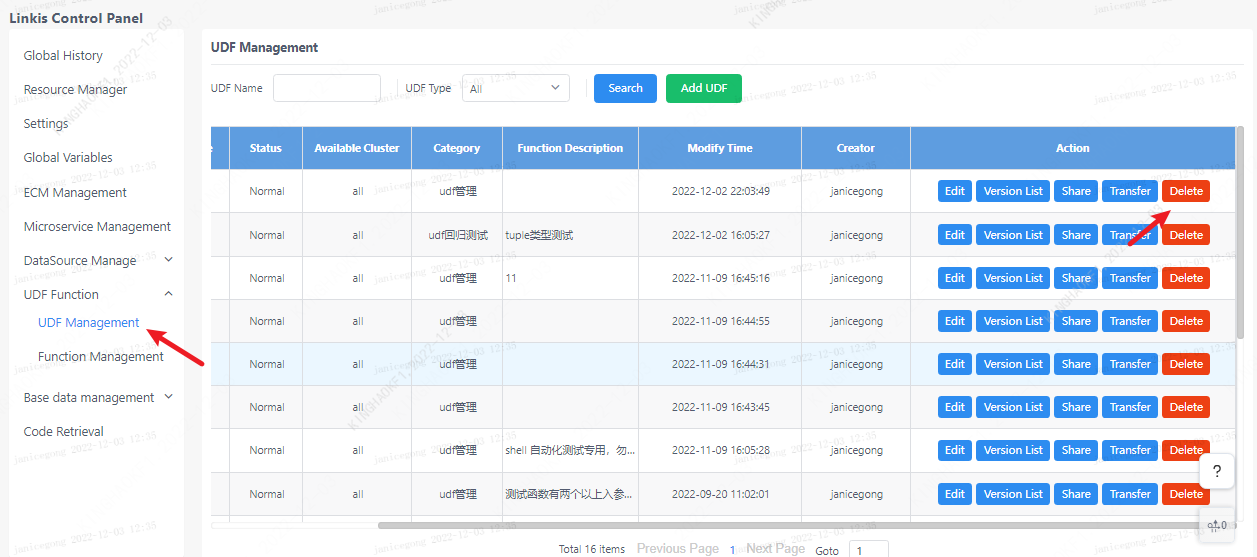 Linkis Control Panel
Global History
Resource Manager
Settings
Global Variables
ECM Management
Microservice Management
DataSource Manage
UDF Function
UDF Management
Function Management
Base data management
Code Retrieval
UDF Management
UDF Name UDF Type All Search Add UDF
Status Available Cluster Category Function Description Modify Time Creator Action
Normal all udf管理 2022-12-02 22:03:49 janicegong Edit Version List Share Transfer Delete
Normal all udf回归测试 tuple类型测试 2022-12-02 16:05:27 janicegong Edit Version List Share Transfer Delete
Normal all udf管理 11 2022-11-09 16:45:16 janicegong Edit Version List Share Transfer Delete
Normal all udf管理 2022-11-09 16:44:55 janicegong Edit Version List Share Transfer Delete
Normal all udf管理 2022-11-09 16:44:31 janicegong Edit Version List Share Transfer Delete
Normal all udf管理 2022-11-09 16:43:45 janicegong Edit Version List Share Transfer Delete
Normal all udf管理 shell 自动化测试专用，勿... 2022-11-09 16:05:28 janicegong Edit Version List Share Transfer Delete
Normal all udf管理 测试函数有两个以上入参... 2022-09-20 11:02:01 janicegong Edit Version List Share Transfer Delete
?
Total 16 items Previous Page 1 Next Page Goto 1
janicegong 2022-12-03 12:35